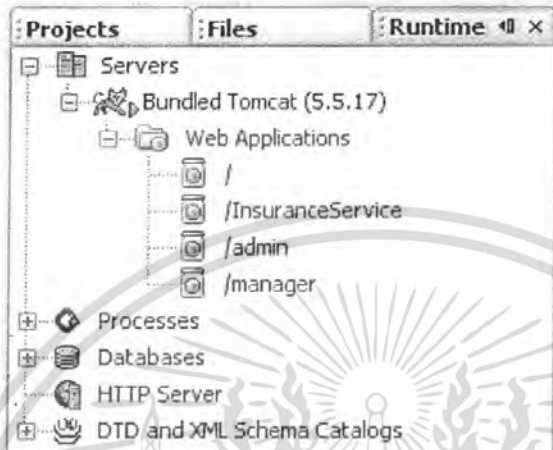 Projects Files Runtime
Servers
Bundled Tomcat (5.5.17)
Web Applications
/
/InsuranceService
/admin
/manager
Processes
Databases
HTTP Server
DTD and XML Schema Catalogs